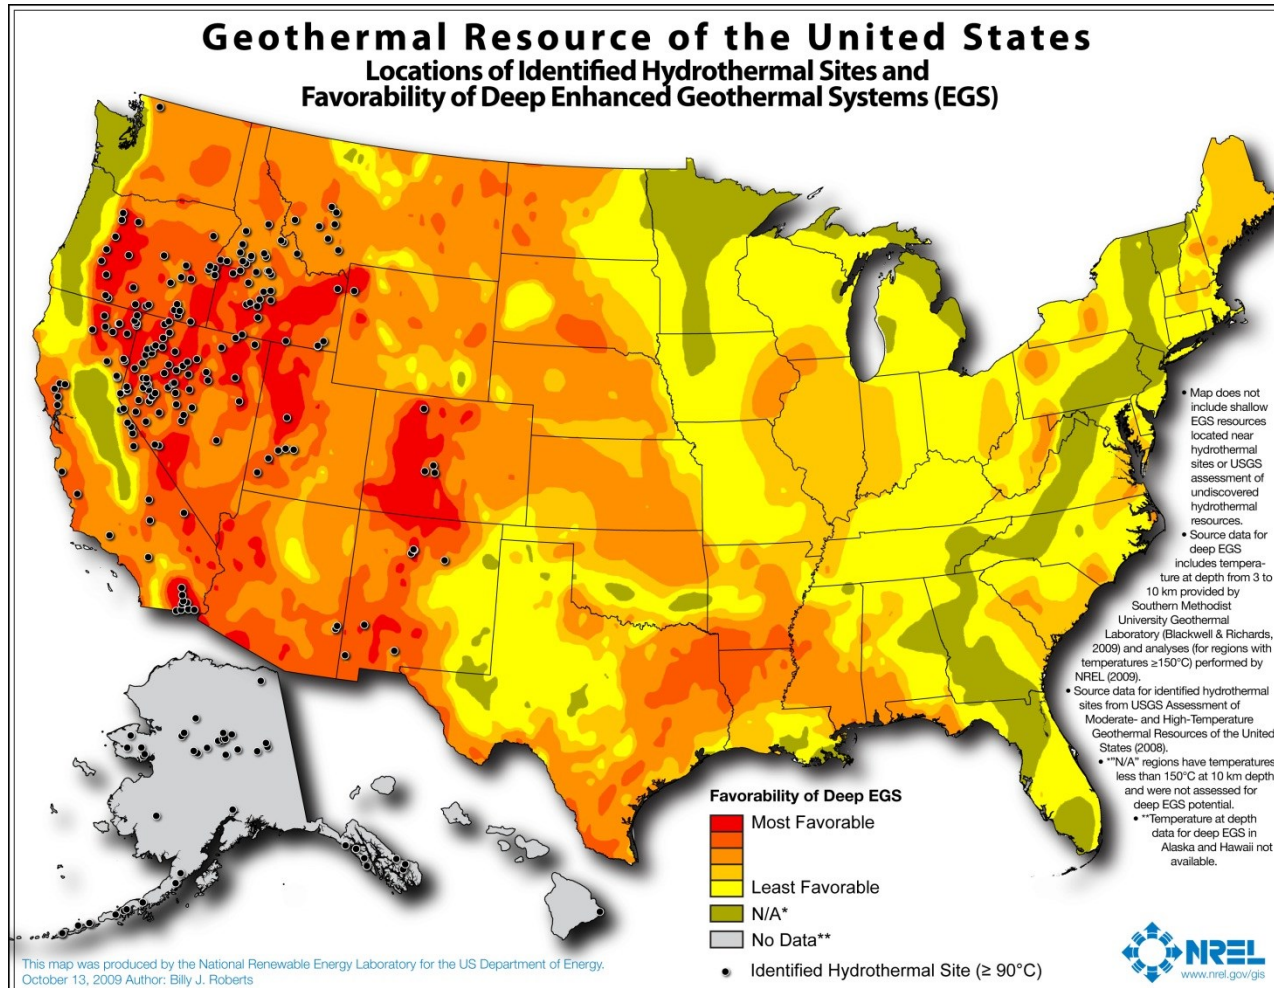 Geothermal Resource of the United States
Locations of Identified Hydrothermal Sites and
Favorability of Deep Enhanced Geothermal Systems (EGS)
• Map does not
include shallow
EGS resources
located near
hydrothermal
sites or USGS
assessment of
undiscovered
hydrothermal
resources.
• Source data for
deep EGS
includes tempera-
ture at depth from 3 to
10 km provided by
Southern Methodist
University Geothermal
Laboratory (Blackwell & Richards,
2009) and analyses (for regions with
temperatures ≥150°C) performed by
NREL (2009).
• Source data for identified hydrothermal
sites from USGS Assessment of
Moderate- and High-Temperature
Geothermal Resources of the United
States (2008).
• *"N/A" regions have temperatures
less than 150°C at 10 km depth
and were not assessed for
deep EGS potential.
• **Temperature at depth
data for deep EGS in
Alaska and Hawaii not
available.
Favorability of Deep EGS
Most Favorable
Least Favorable
N/A*
No Data**
Identified Hydrothermal Site (≥ 90°C)
This map was produced by the National Renewable Energy Laboratory for the US Department of Energy.
October 13, 2009 Author: Billy J. Roberts
NREL
www.nrel.gov/gis